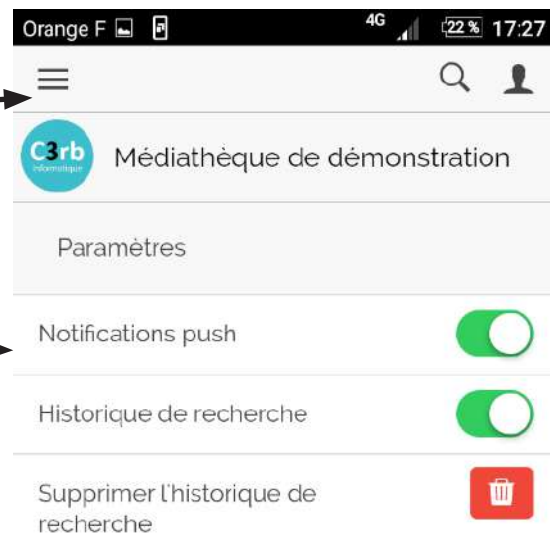 Orange F 4G 22 % 17:27
C3rb
informatique
Médiathèque de démonstration
Paramètres
Notifications push
Historique de recherche
Supprimer l'historique de
recherche